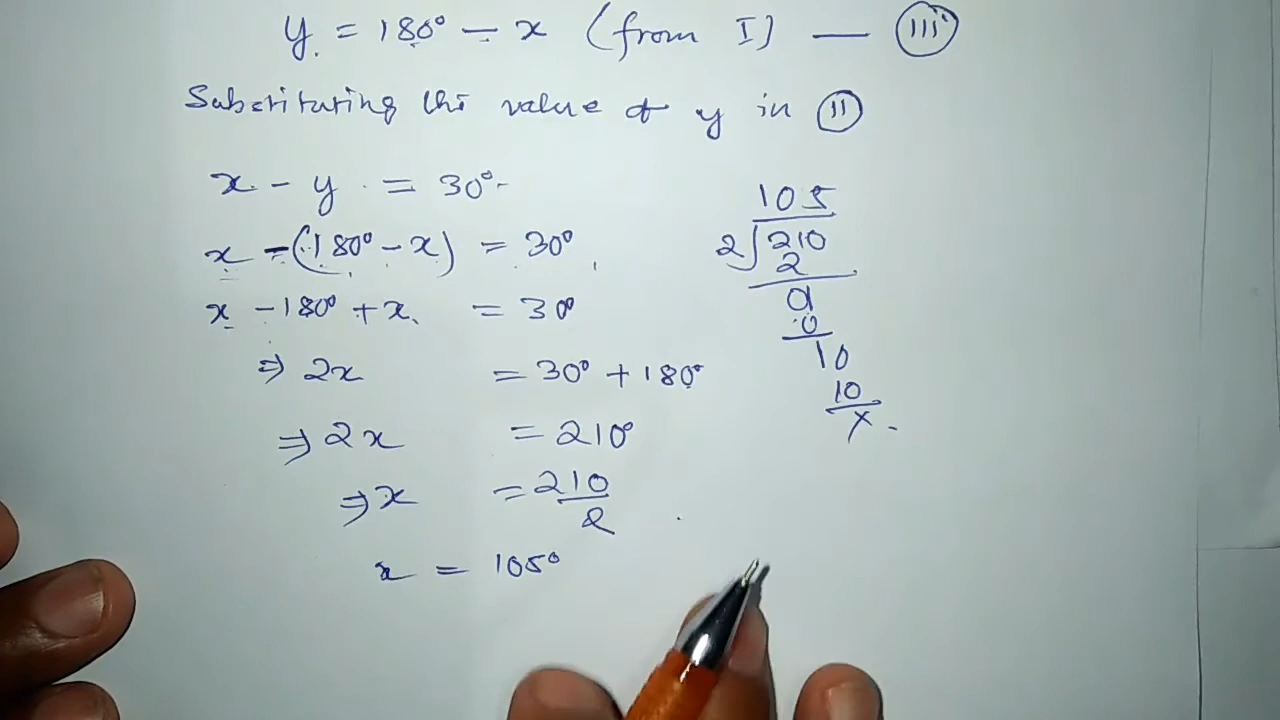 y = 180° - x (from I) — (iii)
Substituting the value of y in (ii)
x - y = 30°
x - (180° - x) = 30°
x - 180° + x = 30°
⇒ 2x = 30° + 180°
⇒ 2x = 210°
⇒ x = 210/2
x = 105°
105
2)210
2
0
0
10
10
x